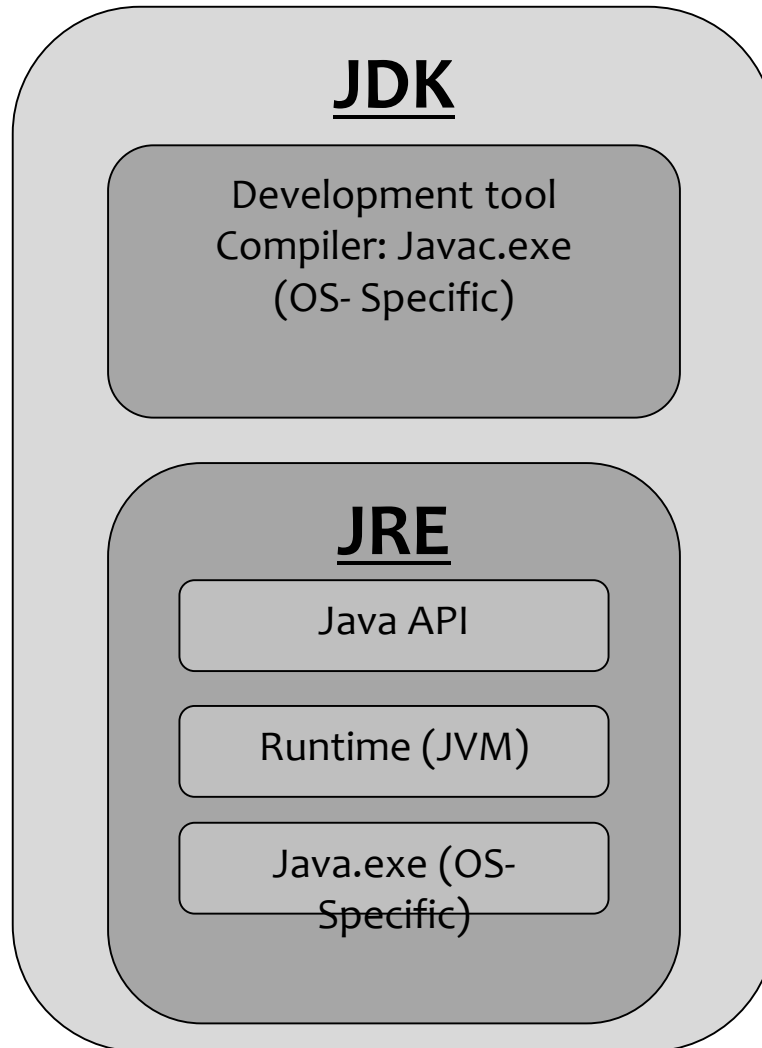 JDK
Development tool
Compiler: Javac.exe
(OS- Specific)
JRE
Java API
Runtime (JVM)
Java.exe (OS-
Specific)